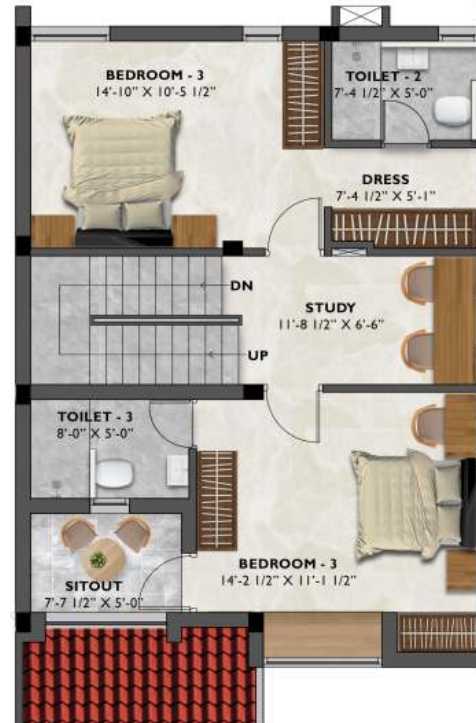 BEDROOM - 3
14'-10" X 10'-5 1/2"
TOILET - 2
7'-4 1/2" X 5'-0"
DRESS
7'-4 1/2" X 5'-1"
DN
STUDY
11'-8 1/2" X 6'-6"
UP
TOILET - 3
8'-0" X 5'-0"
BEDROOM - 3
14'-2 1/2" X 11'-1 1/2"
SITOUT
7'-7 1/2" X 5'-0"